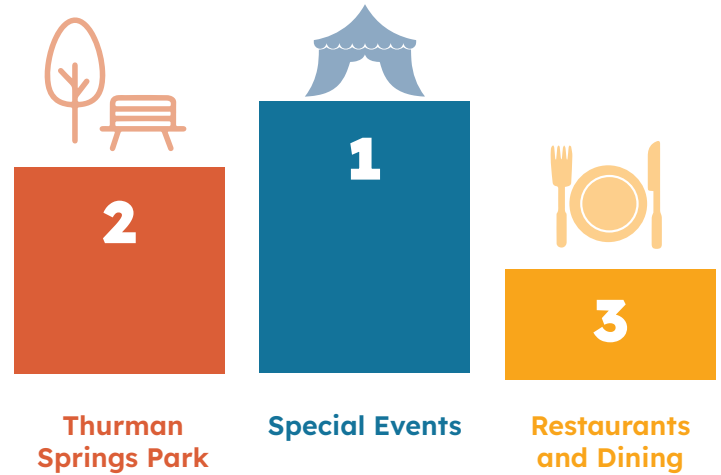 2
1
3
Thurman
Springs Park
Special Events
Restaurants
and Dining